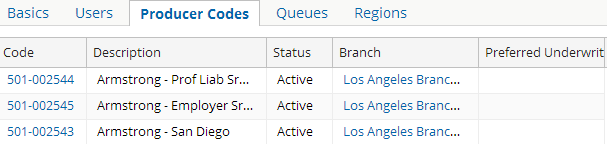 Basics Users Producer Codes Queues Regions
Code Description Status Branch Preferred Underwrit
501-002544 Armstrong - Prof Liab Sr... Active Los Angeles Branc...
501-002545 Armstrong - Employer Sr... Active Los Angeles Branc...
501-002543 Armstrong - San Diego Active Los Angeles Branc...